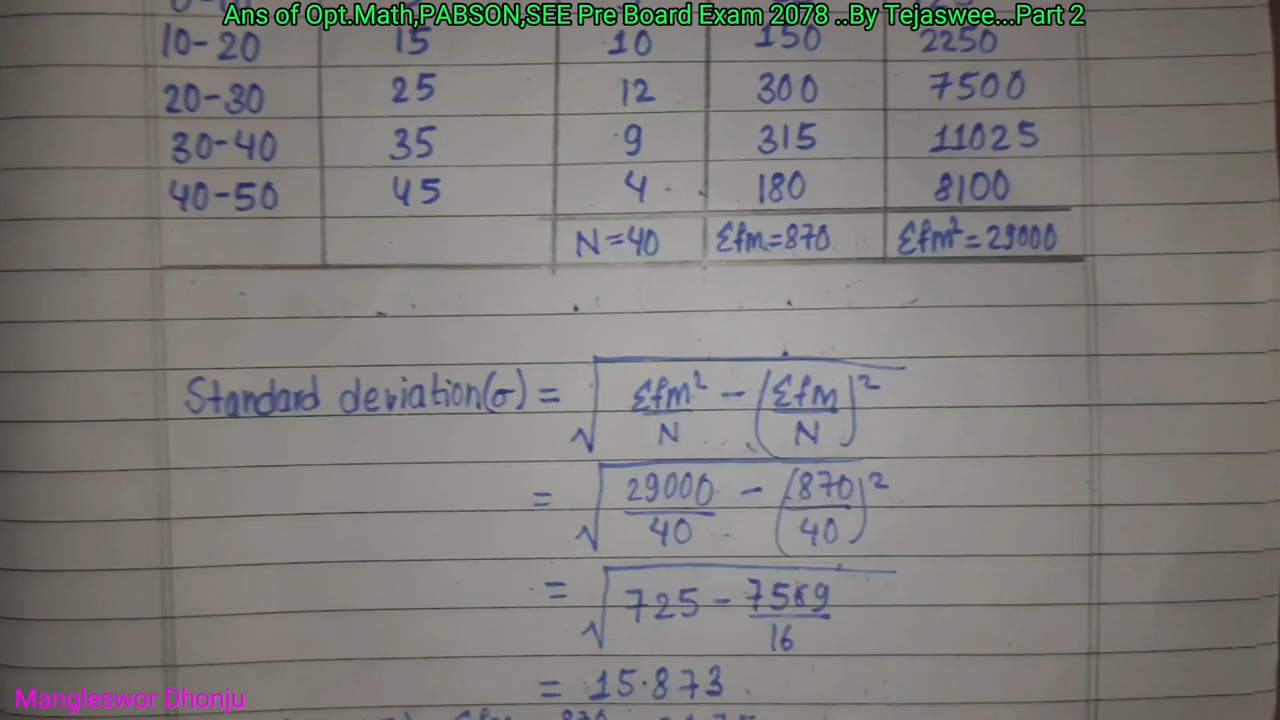 Ans of Opt.Math,PABSON,SEE Pre Board Exam 2078 ..By Tejaswee...Part 2
10-20 15 10 150 2250
20-30 25 12 300 7500
30-40 35 9 315 11025
40-50 45 4 180 8100
N=40 Σfm=870 Σfm²=29000
Standard deviation(σ) = √(Σfm²/N - (Σfm/N)²)
= √(29000/40 - (870/40)²)
= √(725 - 7569/16)
= 15.873
Mangleswor Dhonju